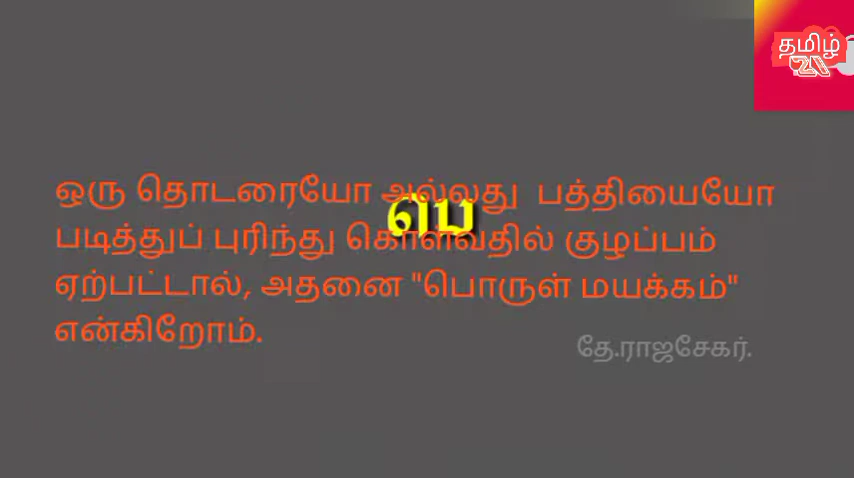 தமிழ்
ஒரு தொடரையோ அல்லது பத்தியையோ
படித்துப் புரிந்து கொள்வதில் குழப்பம்
ஏற்பட்டால், அதனை "பொருள் மயக்கம்"
என்கிறோம்.
பெ
தே.ராஜசேகர்.